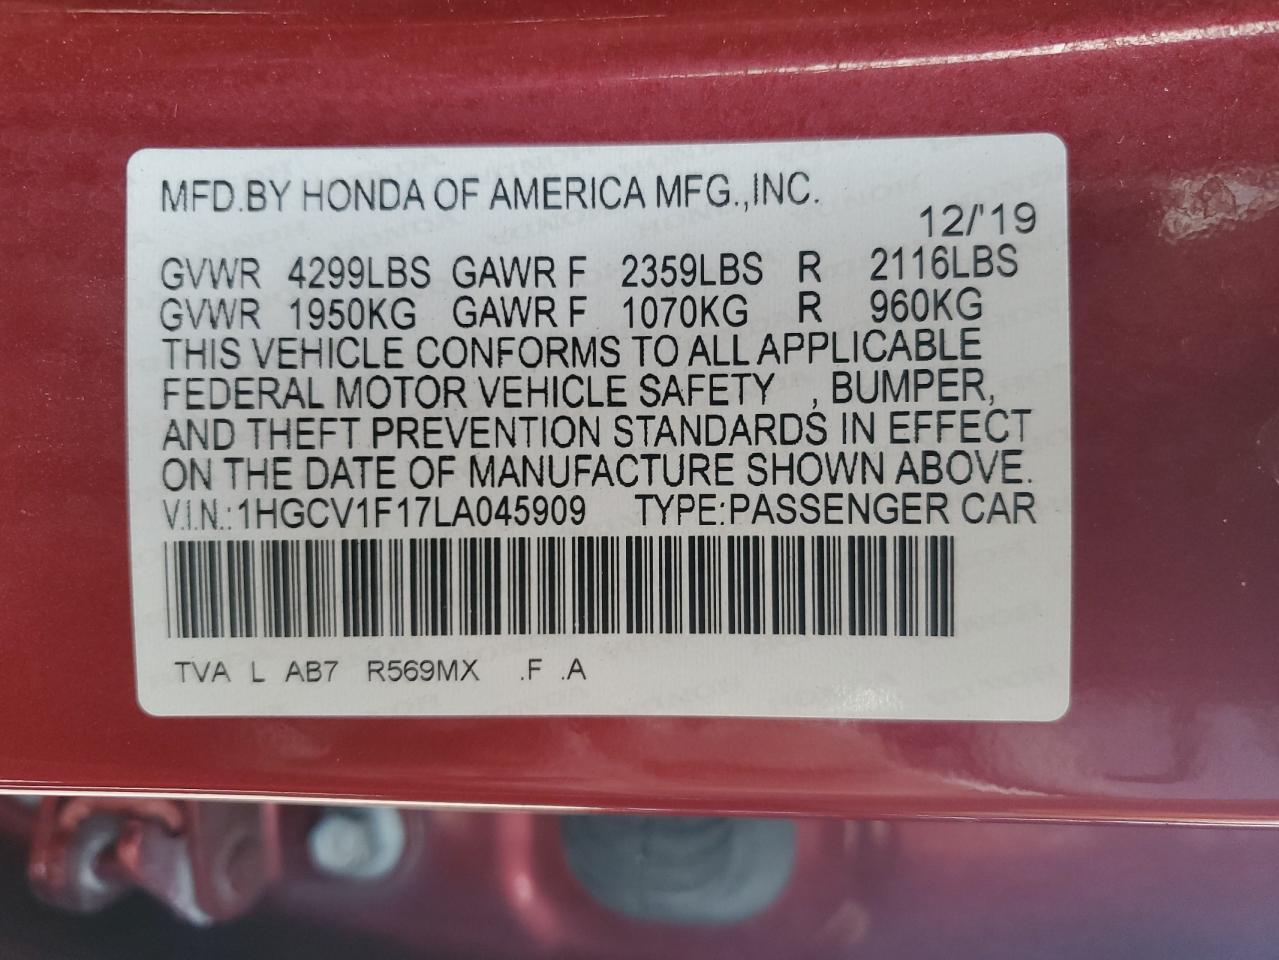 MFD.BY HONDA OF AMERICA MFG.,INC.
12/'19
GVWR 4299LBS GAWR F 2359LBS R 2116LBS
GVWR 1950KG GAWR F 1070KG R 960KG
THIS VEHICLE CONFORMS TO ALL APPLICABLE
FEDERAL MOTOR VEHICLE SAFETY , BUMPER,
AND THEFT PREVENTION STANDARDS IN EFFECT
ON THE DATE OF MANUFACTURE SHOWN ABOVE.
V.I.N.:1HGCV1F17LA045909 TYPE:PASSENGER CAR
TVA L AB7 R569MX .F .A